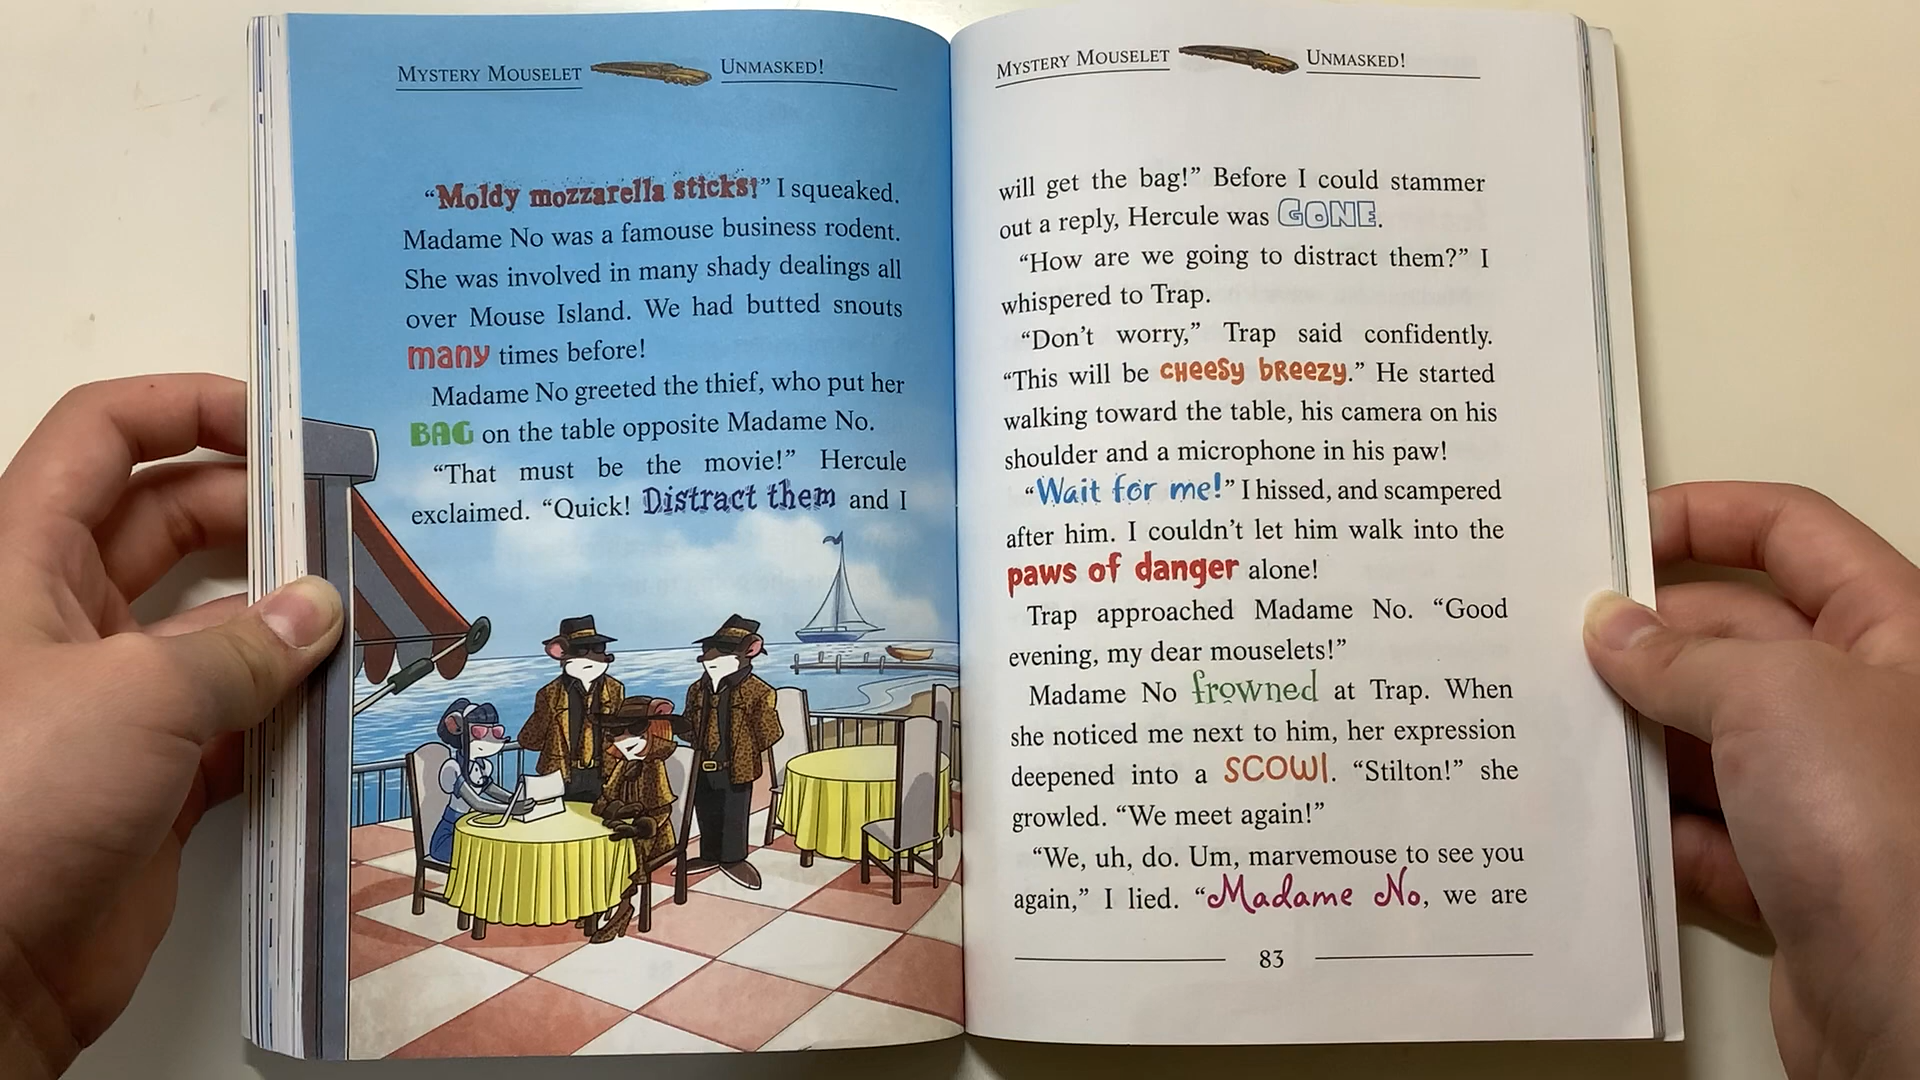 MYSTERY MOUSELET UNMASKED!
“Moldy mozzarella sticks!” I squeaked.
Madame No was a famouse business rodent.
She was involved in many shady dealings all
over Mouse Island. We had butted snouts
many times before!
Madame No greeted the thief, who put her
BAG on the table opposite Madame No.
“That must be the movie!” Hercule
exclaimed. “Quick! Distract them and I
MYSTERY MOUSELET UNMASKED!
will get the bag!” Before I could stammer
out a reply, Hercule was GONE.
“How are we going to distract them?” I
whispered to Trap.
“Don’t worry,” Trap said confidently.
“This will be cheesy breezy.” He started
walking toward the table, his camera on his
shoulder and a microphone in his paw!
“Wait for me!” I hissed, and scampered
after him. I couldn’t let him walk into the
paws of danger alone!
Trap approached Madame No. “Good
evening, my dear mouselets!”
Madame No frowned at Trap. When
she noticed me next to him, her expression
deepened into a scowl. “Stilton!” she
growled. “We meet again!”
“We, uh, do. Um, marvemouse to see you
again,” I lied. “Madame No, we are
83